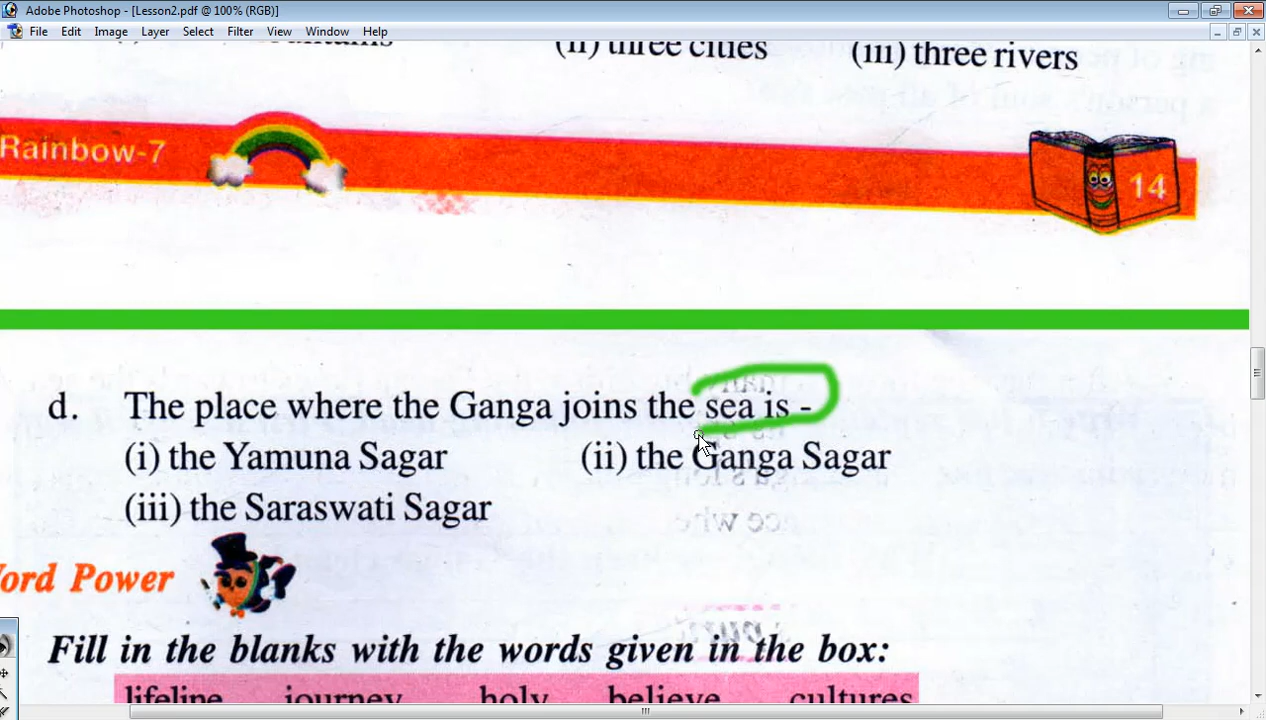 Adobe Photoshop - [Lesson2.pdf @ 100% (RGB)]
File Edit Image Layer Select Filter View Window Help
(ii) three cities (iii) three rivers
Rainbow-7
14
d. The place where the Ganga joins the sea is -
(i) the Yamuna Sagar (ii) the Ganga Sagar
(iii) the Saraswati Sagar
Word Power
Fill in the blanks with the words given in the box:
lifeline journey holy believe cultures